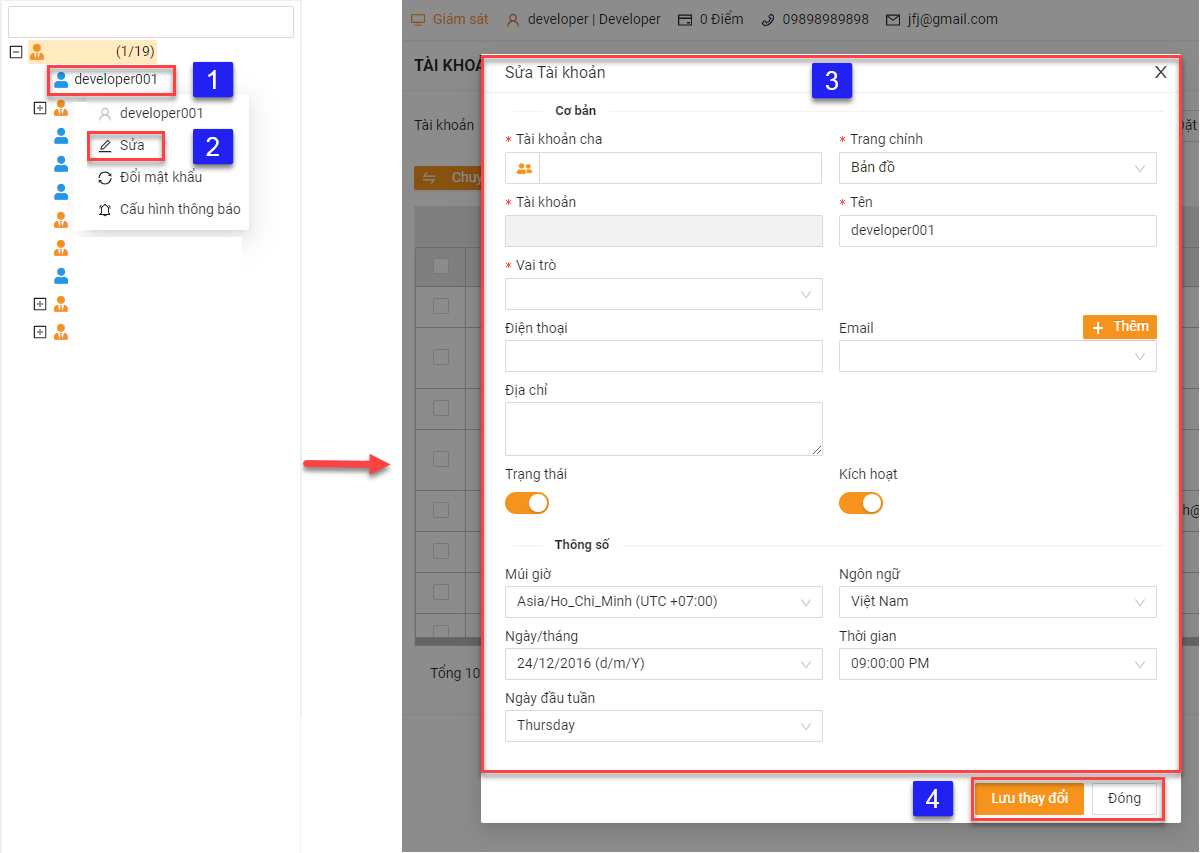 (1/19)
developer001
1
developer001
Sửa
2
Đổi mật khẩu
Cấu hình thông báo
Giám sát
developer | Developer
0 Điểm
09898989898
jfj@gmail.com
TÀI KHOẢ
Tài khoản
Chuy
Tổng 10
Sửa Tài khoản
3
X
Cơ bản
* Tài khoản cha
* Trang chính
Bản đồ
* Tài khoản
* Tên
developer001
* Vai trò
Điện thoại
Email
+ Thêm
Địa chỉ
Trạng thái
Kích hoạt
Thông số
Múi giờ
Ngôn ngữ
Asia/Ho_Chi_Minh (UTC +07:00)
Việt Nam
Ngày/tháng
Thời gian
24/12/2016 (d/m/Y)
09:00:00 PM
Ngày đầu tuần
Thursday
4
Lưu thay đổi
Đóng